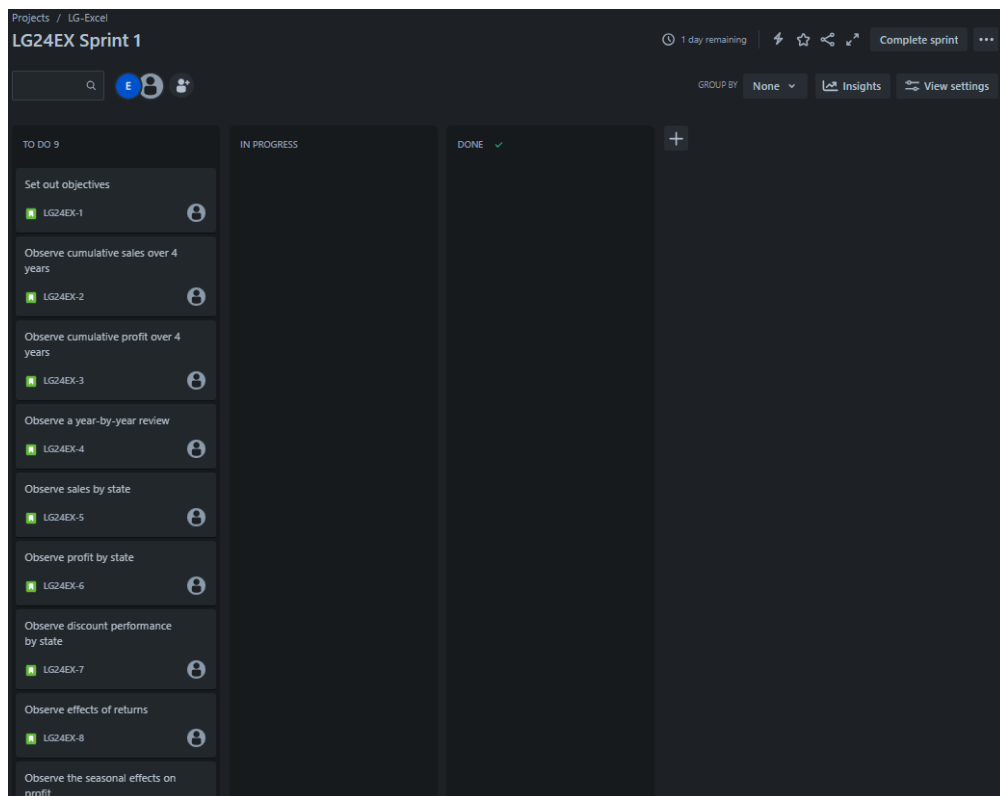 Projects / LG-Excel
LG24EX Sprint 1
1 day remaining
Complete sprint
E
GROUP BY None
Insights
View settings
TO DO 9
IN PROGRESS
DONE
Set out objectives
LG24EX-1
Observe cumulative sales over 4
years
LG24EX-2
Observe cumulative profit over 4
years
LG24EX-3
Observe a year-by-year review
LG24EX-4
Observe sales by state
LG24EX-5
Observe profit by state
LG24EX-6
Observe discount performance
by state
LG24EX-7
Observe effects of returns
LG24EX-8
Observe the seasonal effects on
profit